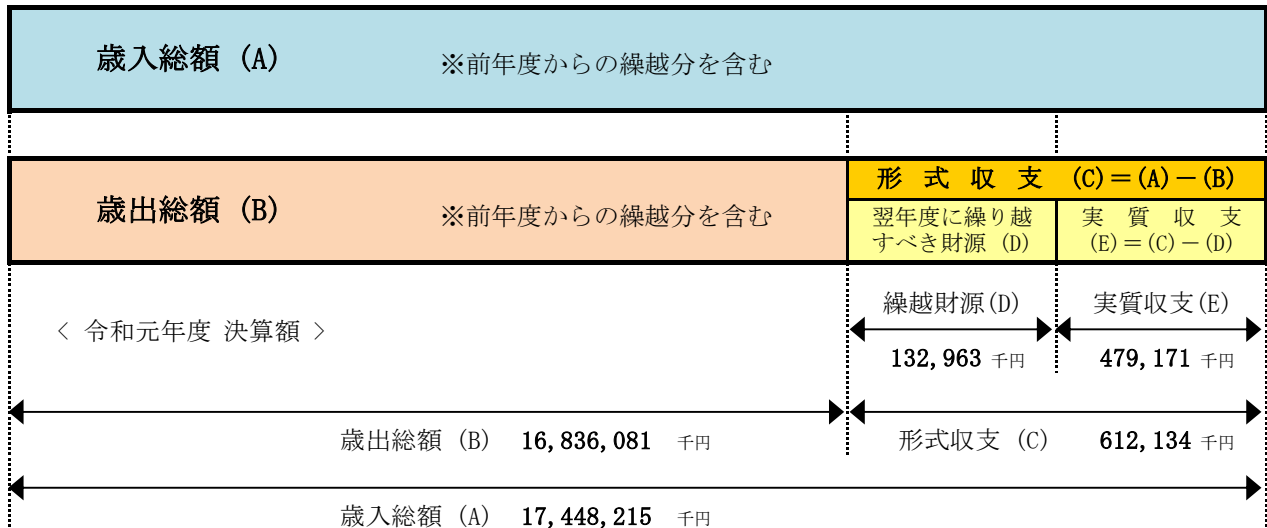 歳入総額 (A) ※前年度からの繰越分を含む
歳出総額 (B) ※前年度からの繰越分を含む
形式収支 (C)＝(A)－(B)
翌年度に繰り越
すべき財源 (D)
実質収支
(E)＝(C)－(D)
< 令和元年度 決算額 >
繰越財源(D) 実質収支(E)
132,963 千円 479,171 千円
歳出総額 (B) 16,836,081 千円 形式収支 (C) 612,134 千円
歳入総額 (A) 17,448,215 千円